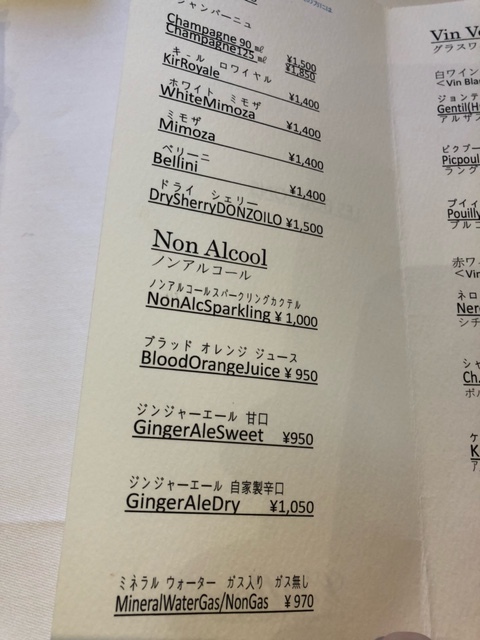 シャンパーニュ
Champagne 90㎖ ¥1,500
Champagne125㎖ ¥1,850
キール ロワイヤル
KirRoyale ¥1,400
ホワイト ミモザ
WhiteMimoza ¥1,400
ミモザ
Mimoza ¥1,400
ベリーニ
Bellini ¥1,400
ドライ シェリー
DrySherryDONZOILO ¥1,500
Non Alcool
ノンアルコール
ノンアルコールスパークリングカクテル
NonAlcSparkling ¥ 1,000
ブラッド オレンジ ジュース
BloodOrangeJuice ¥ 950
ジンジャーエール 甘口
GingerAleSweet ¥950
ジンジャーエール 自家製辛口
GingerAleDry ¥1,050
ミネラル ウォーター ガス入り ガス無し
MineralWaterGas/NonGas ¥ 970
Vin
グラスワ
白ワイン
<Vin Bla
ジョンテ
Gentil(H
アルザ
ピクプー
Picpoul
ラング
プイィ
Pouilly
ブルゴ
赤ワ
<Vin
ネロ
Ner
シチ
シャ
Ch.
ボル
ケ
K
ア